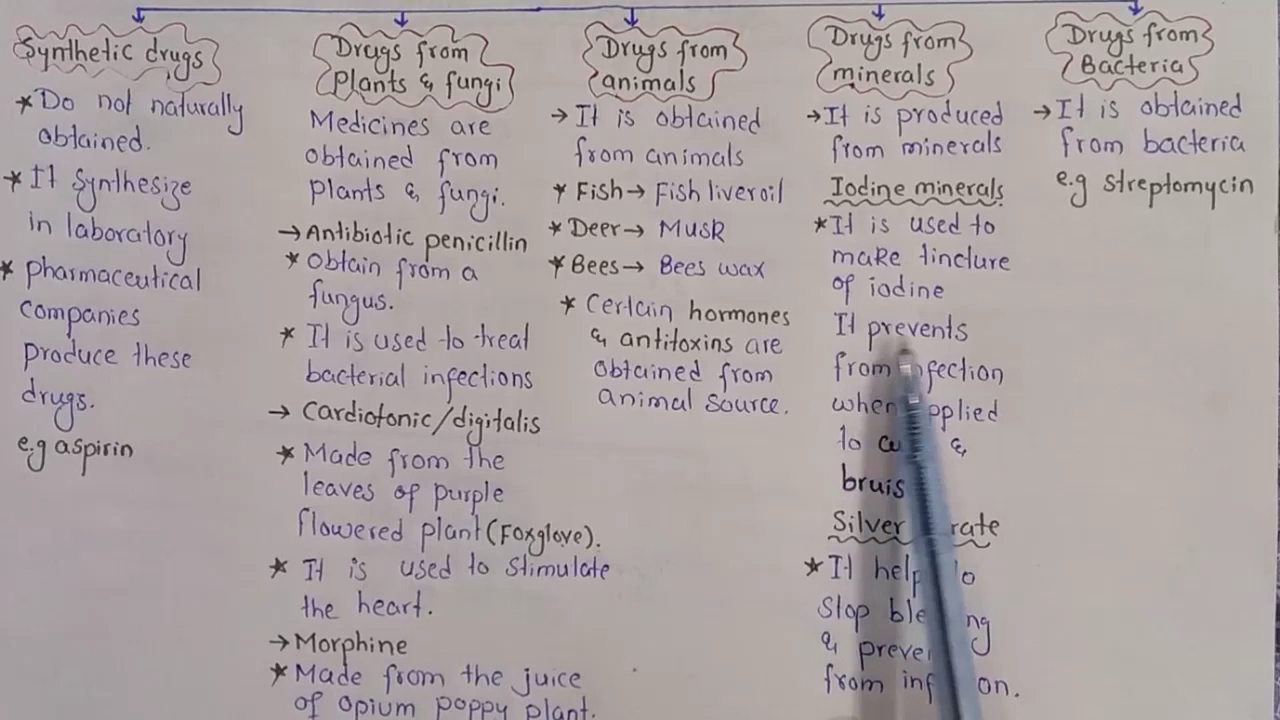 Synthetic drugs
* Do not naturally
obtained.
* It Synthesize
in laboratory
* pharmaceutical
companies
produce these
drugs.
e.g aspirin
Drugs from
Plants & fungi
Medicines are
obtained from
plants & fungi.
→ Antibiotic penicillin
* Obtain from a
fungus.
* It is used to treat
bacterial infections
→ Cardiotonic/digitalis
* Made from the
leaves of purple
flowered plant (Foxglove).
* It is used to stimulate
the heart.
→ Morphine
* Made from the juice
of opium poppy plant.
Drugs from
animals
→ It is obtained
from animals
* Fish → Fish liver oil
* Deer → Musk
* Bees → Bees wax
* Certain hormones
& antitoxins are
obtained from
animal source.
Drugs from
minerals
→ It is produced
from minerals
Iodine minerals
* It is used to
make tincture
of iodine
It prevents
from
when
to &
Silver
* It
Stop
&
from
Drugs from
Bacteria
→ It is obtained
from bacteria
e.g streptomycin